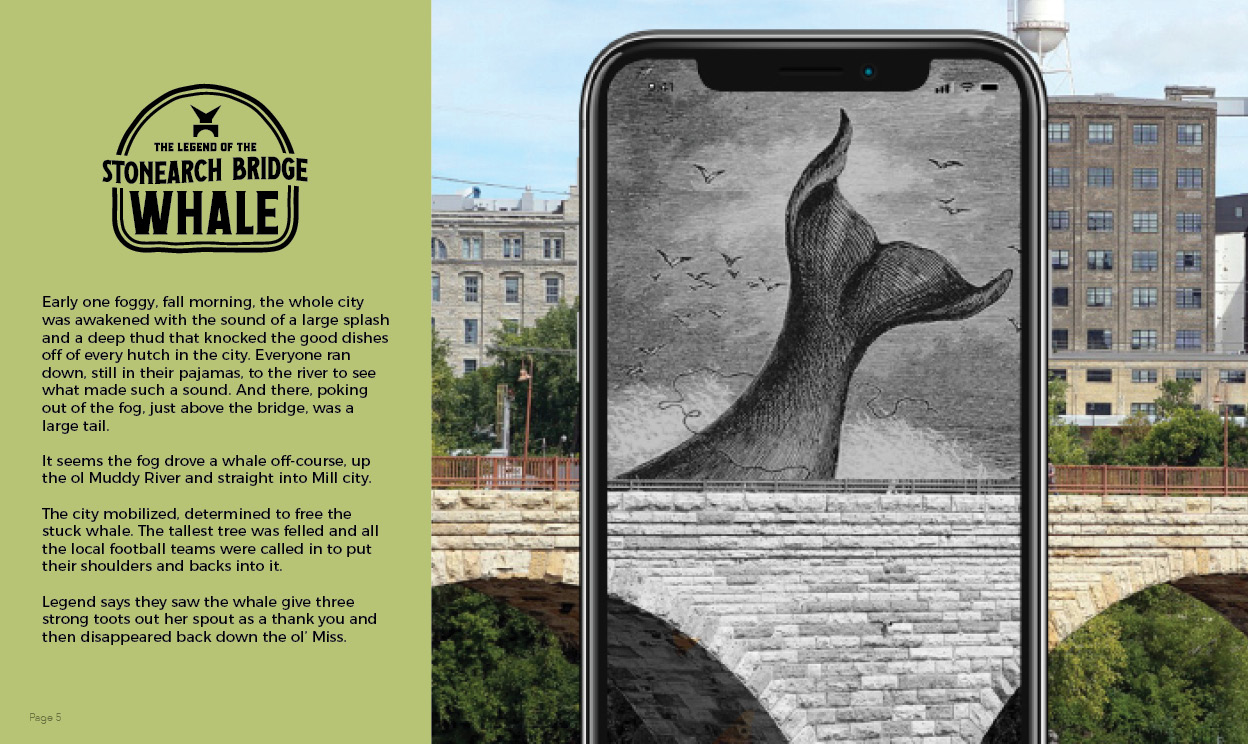 THE LEGEND OF THE
STONEARCH BRIDGE
WHALE
Early one foggy, fall morning, the whole city
was awakened with the sound of a large splash
and a deep thud that knocked the good dishes
off of every hutch in the city. Everyone ran
down, still in their pajamas, to the river to see
what made such a sound. And there, poking
out of the fog, just above the bridge, was a
large tail.
It seems the fog drove a whale off-course, up
the ol Muddy River and straight into Mill city.
The city mobilized, determined to free the
stuck whale. The tallest tree was felled and all
the local football teams were called in to put
their shoulders and backs into it.
Legend says they saw the whale give three
strong toots out her spout as a thank you and
then disappeared back down the ol' Miss.
Page 5
9:41